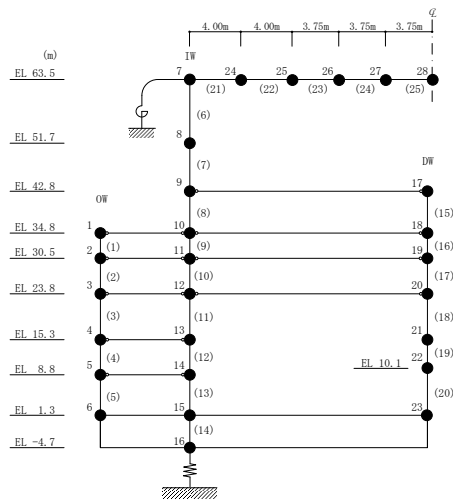 ℄
4.00m 4.00m 3.75m 3.75m 3.75m
(m) IW
EL 63.5 7 24 25 26 27 28
(21) (22) (23) (24) (25)
(6)
EL 51.7 8
(7) DW
EL 42.8 9 17
OW (8) (15)
EL 34.8 1 10 18
(1) (9) (16)
EL 30.5 2 11 19
(2) (10) (17)
EL 23.8 3 12 20
(3) (11) (18)
EL 15.3 4 13 21
(4) (12) (19)
EL 8.8 5 14 EL 10.1 22
(5) (13) (20)
EL 1.3 6 15 23
(14)
EL -4.7 16